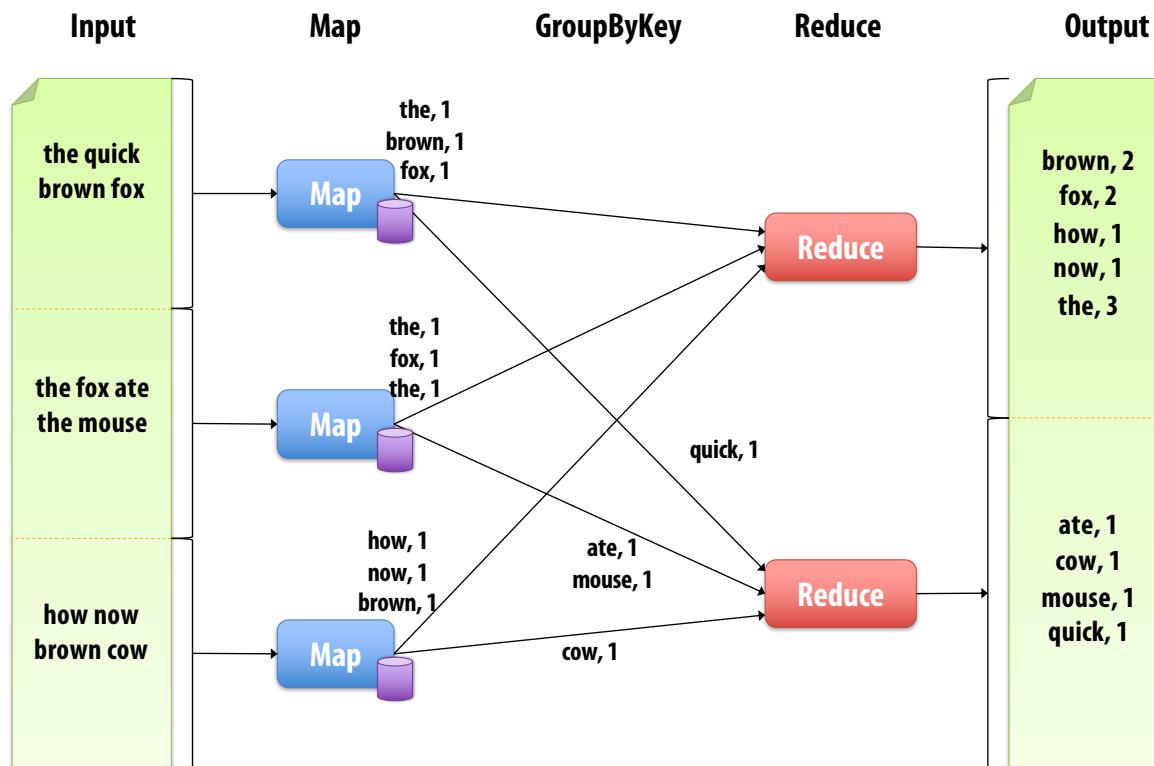 Input
Map
GroupByKey
Reduce
Output
the quick
brown fox
the fox ate
the mouse
how now
brown cow
Map
Map
Map
the, 1
brown, 1
fox, 1
the, 1
fox, 1
the, 1
how, 1
now, 1
brown, 1
quick, 1
ate, 1
mouse, 1
cow, 1
Reduce
Reduce
brown, 2
fox, 2
how, 1
now, 1
the, 3
ate, 1
cow, 1
mouse, 1
quick, 1